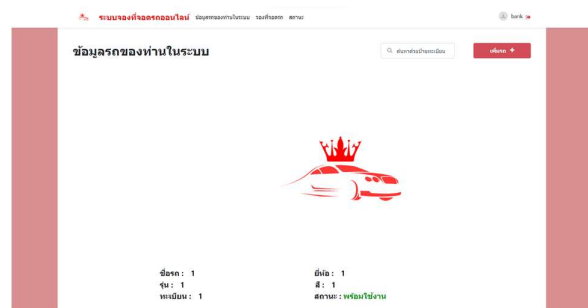 ระบบจองที่จอดรถออนไลน์ ข้อมูลรถของท่านในระบบ จองที่จอดรถ สถานะ bank
ข้อมูลรถของท่านในระบบ ค้นหาด้วยป้ายทะเบียน เพิ่มรถ +
ชื่อรถ : 1 ยี่ห้อ : 1
รุ่น : 1 สี : 1
ทะเบียน : 1 สถานะ : พร้อมใช้งาน